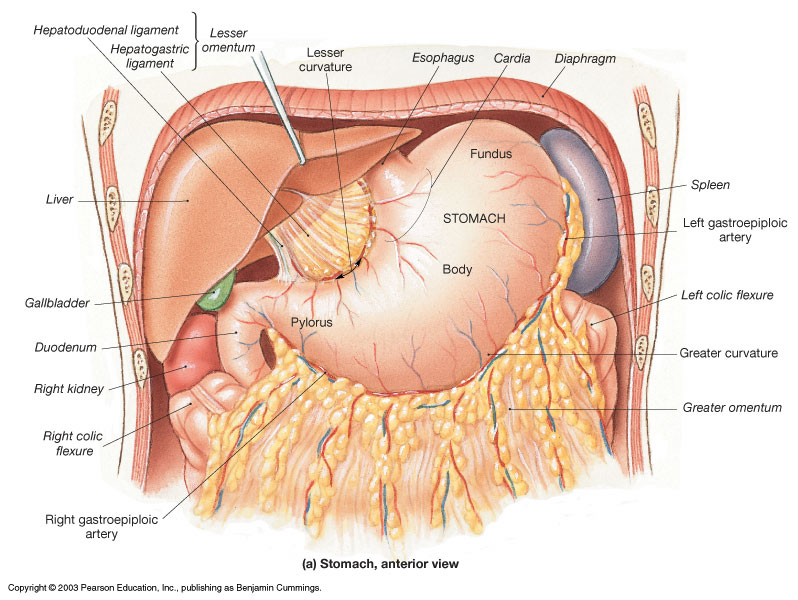 Hepatoduodenal ligament
Hepatogastric
ligament
Lesser
omentum
Lesser
curvature
Esophagus
Cardia
Diaphragm
Fundus
Liver
Spleen
STOMACH
Left gastroepiploic
artery
Body
Gallbladder
Left colic flexure
Pylorus
Duodenum
Greater curvature
Right kidney
Greater omentum
Right colic
flexure
Right gastroepiploic
artery
(a) Stomach, anterior view
Copyright © 2003 Pearson Education, Inc., publishing as Benjamin Cummings.